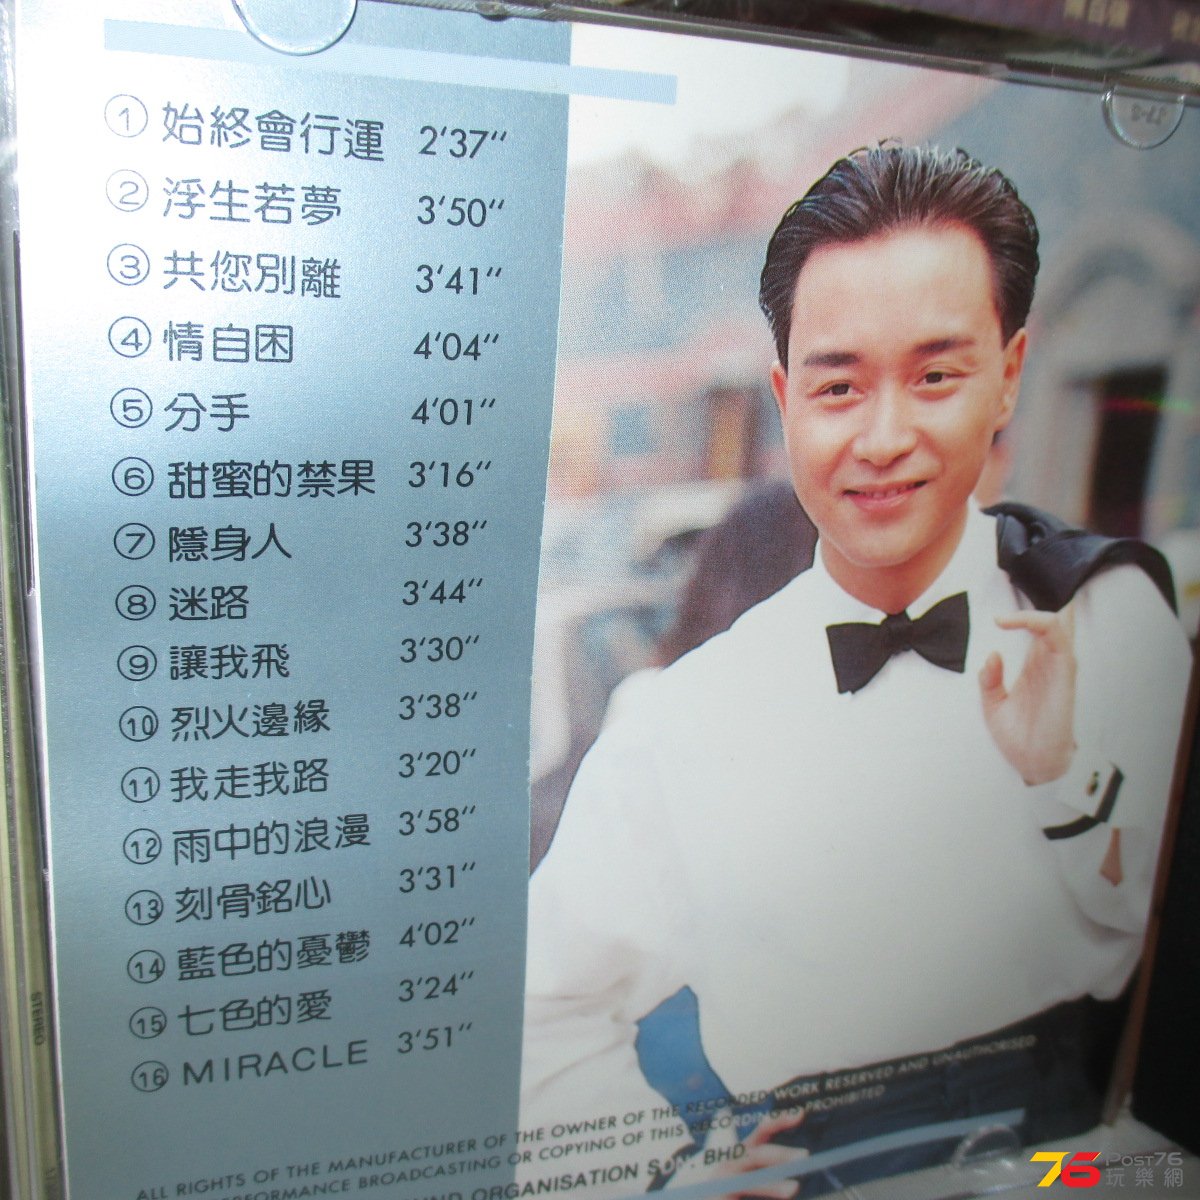 ① 始終會行運 2'37"
② 浮生若夢 3'50"
③ 共您別離 3'41"
④ 情自困 4'04"
⑤ 分手 4'01"
⑥ 甜蜜的禁果 3'16"
⑦ 隱身人 3'38"
⑧ 迷路 3'44"
⑨ 讓我飛 3'30"
⑩ 烈火邊緣 3'38"
⑪ 我走我路 3'20"
⑫ 雨中的浪漫 3'58"
⑬ 刻骨銘心 3'31"
⑭ 藍色的憂鬱 4'02"
⑮ 七色的愛 3'24"
⑯ MIRACLE 3'51"
ALL RIGHTS OF THE MANUFACTURER OF THE OWNER OF THE RECORDED WORK RESERVED AND UNAUTHORISED
PERFORMANCE BROADCASTING OR COPYING OF THIS RECORDING IS PROHIBITED
ORGANISATION SDN. BHD.
STEREO
76 Post76
玩樂網